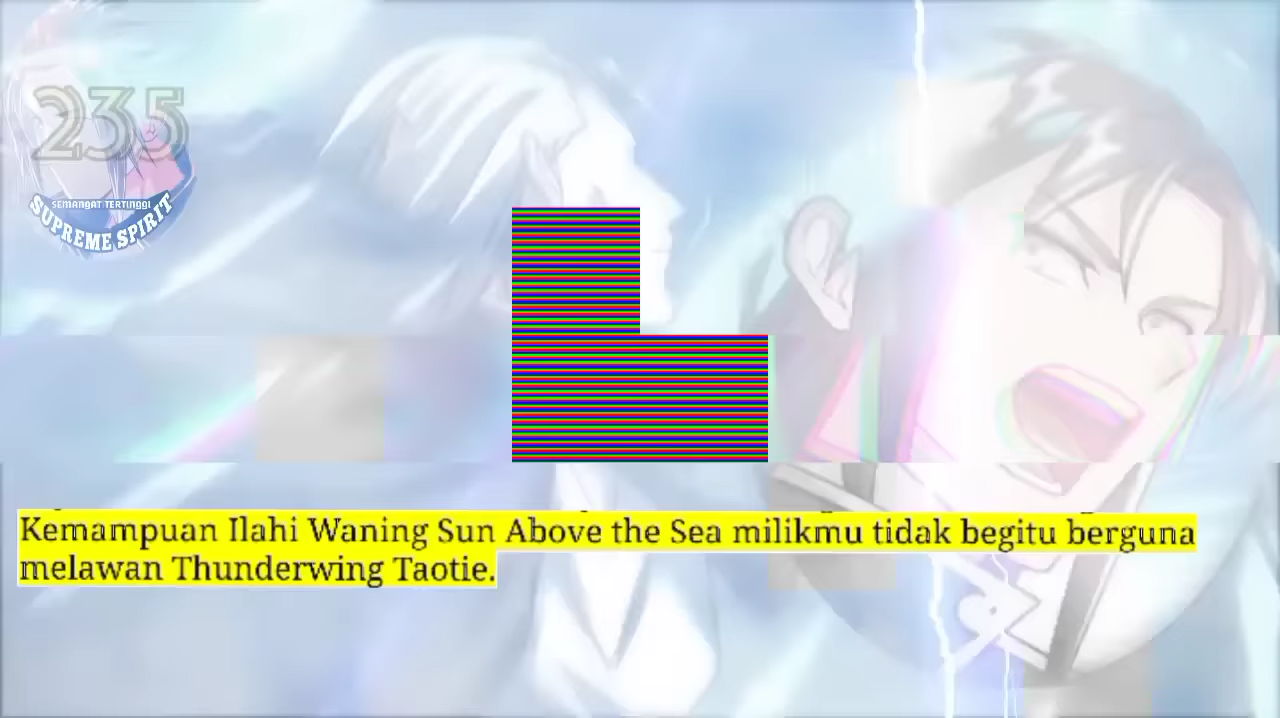 235
SEMANGAT TERTINGGI
SUPREME SPIRIT
Kemampuan Ilahi Waning Sun Above the Sea milikmu tidak begitu berguna
melawan Thunderwing Taotie.